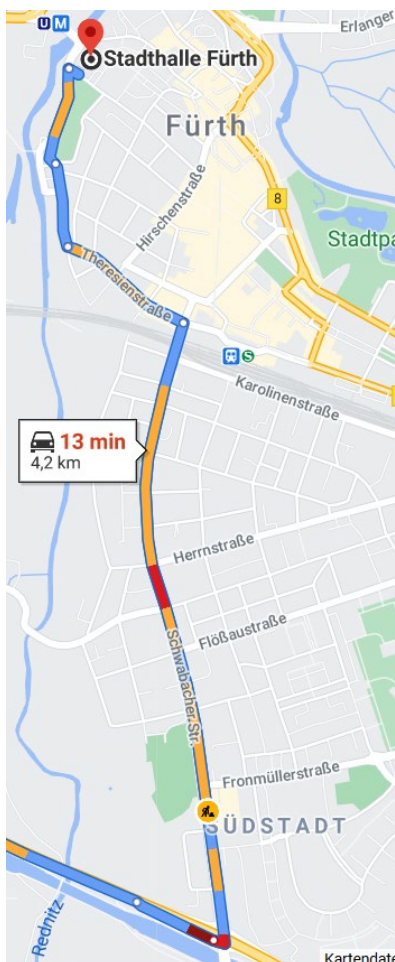 Erlanger
U M
Stadthalle Fürth
Fürth
Hirschenstraße
8
Stadtpa
Theresienstraße
S
Karolinenstraße
13 min
4,2 km
Herrnstraße
Flößaustraße
Schwabacher Str.
Fronmüllerstraße
SÜDSTADT
Rednitz
Kartendate